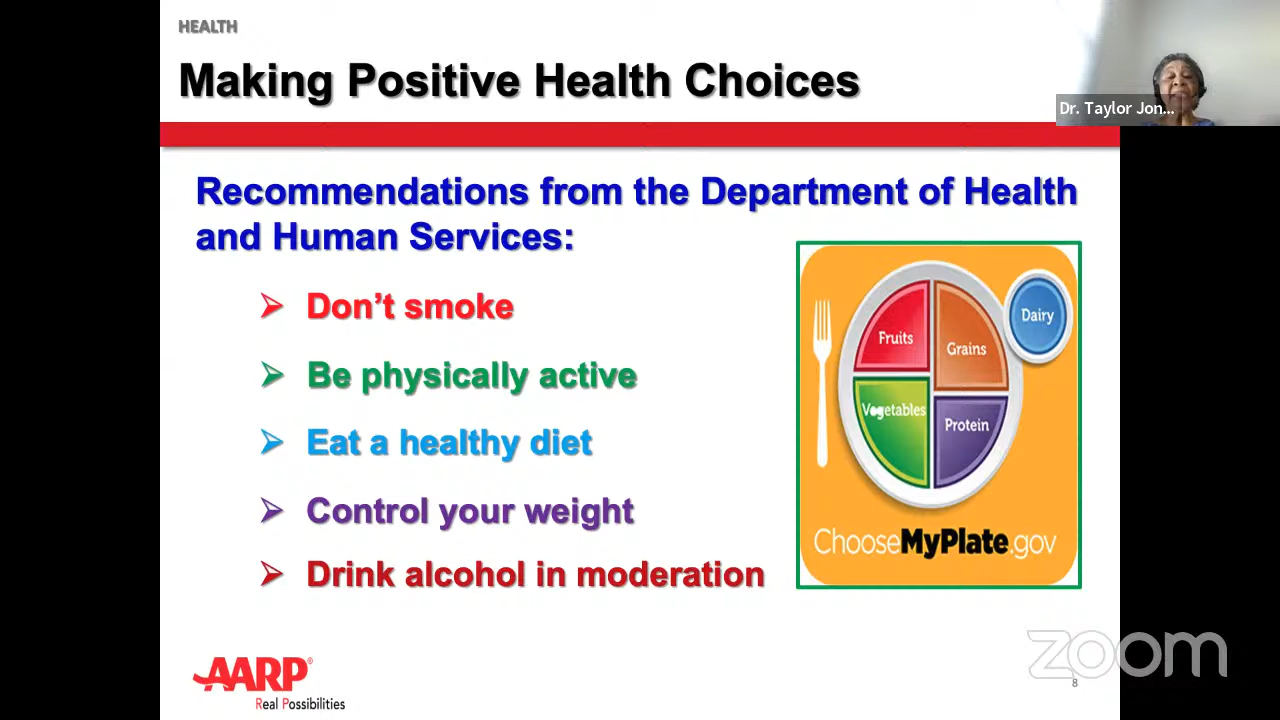 HEALTH
Making Positive Health Choices
Dr. Taylor Jon...
Recommendations from the Department of Health
and Human Services:
Don't smoke
Be physically active
Eat a healthy diet
Control your weight
Drink alcohol in moderation
Fruits
Grains
Dairy
Vegetables
Protein
ChooseMyPlate.gov
AARP®
Real Possibilities
zoom
8